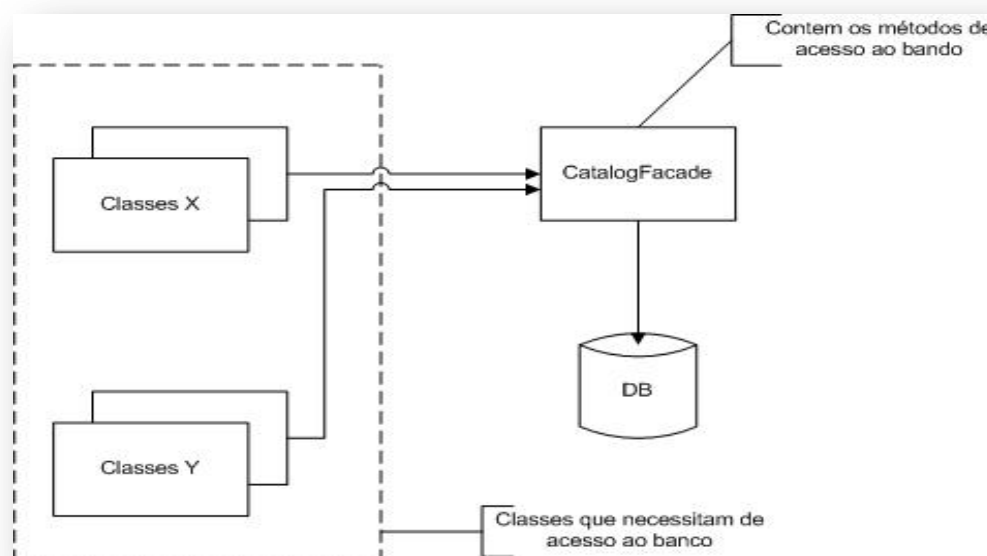 Contem os métodos de
acesso ao bando
CatalogFacade
Classes X
DB
Classes Y
Classes que necessitam de
acesso ao banco